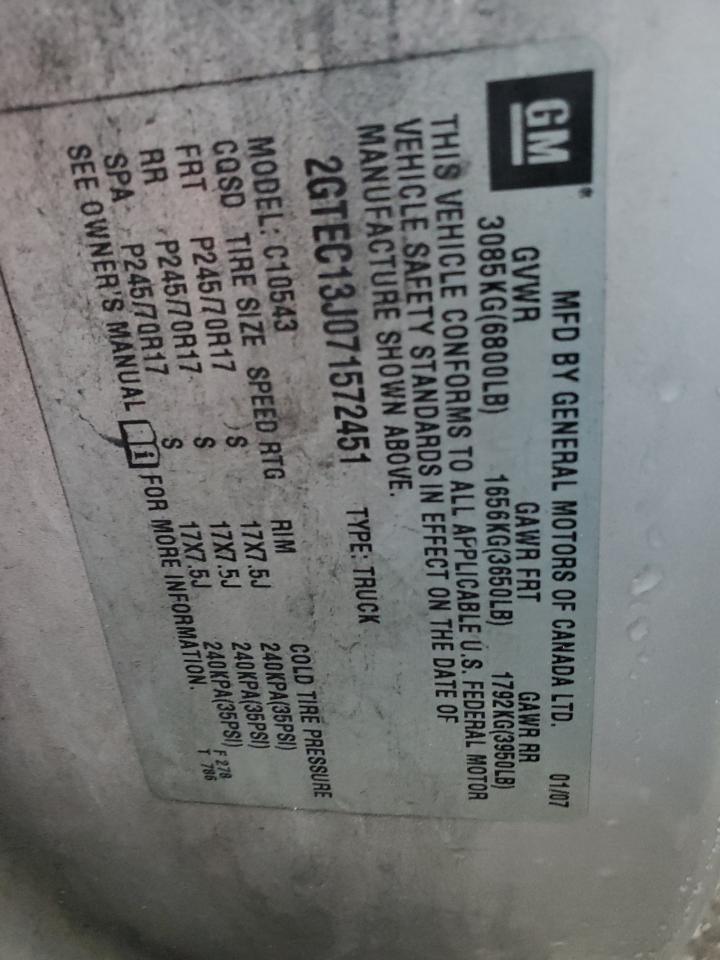 GM
MFD BY GENERAL MOTORS OF CANADA LTD. 01/07
GVWR GAWR FRT GAWR RR
3085KG(6800LB) 1656KG(3650LB) 1792KG(3950LB)
THIS VEHICLE CONFORMS TO ALL APPLICABLE U.S. FEDERAL MOTOR
VEHICLE SAFETY STANDARDS IN EFFECT ON THE DATE OF
MANUFACTURE SHOWN ABOVE.
2GTEC13J071572451 TYPE: TRUCK
MODEL: C10543
CQSD TIRE SIZE SPEED RTG RIM COLD TIRE PRESSURE
FRT P245/70R17 S 17X7.5J 240KPA(35PSI)
RR P245/70R17 S 17X7.5J 240KPA(35PSI)
SPA P245/70R17 S 17X7.5J 240KPA(35PSI)
SEE OWNER'S MANUAL i FOR MORE INFORMATION.
F 278
T 786